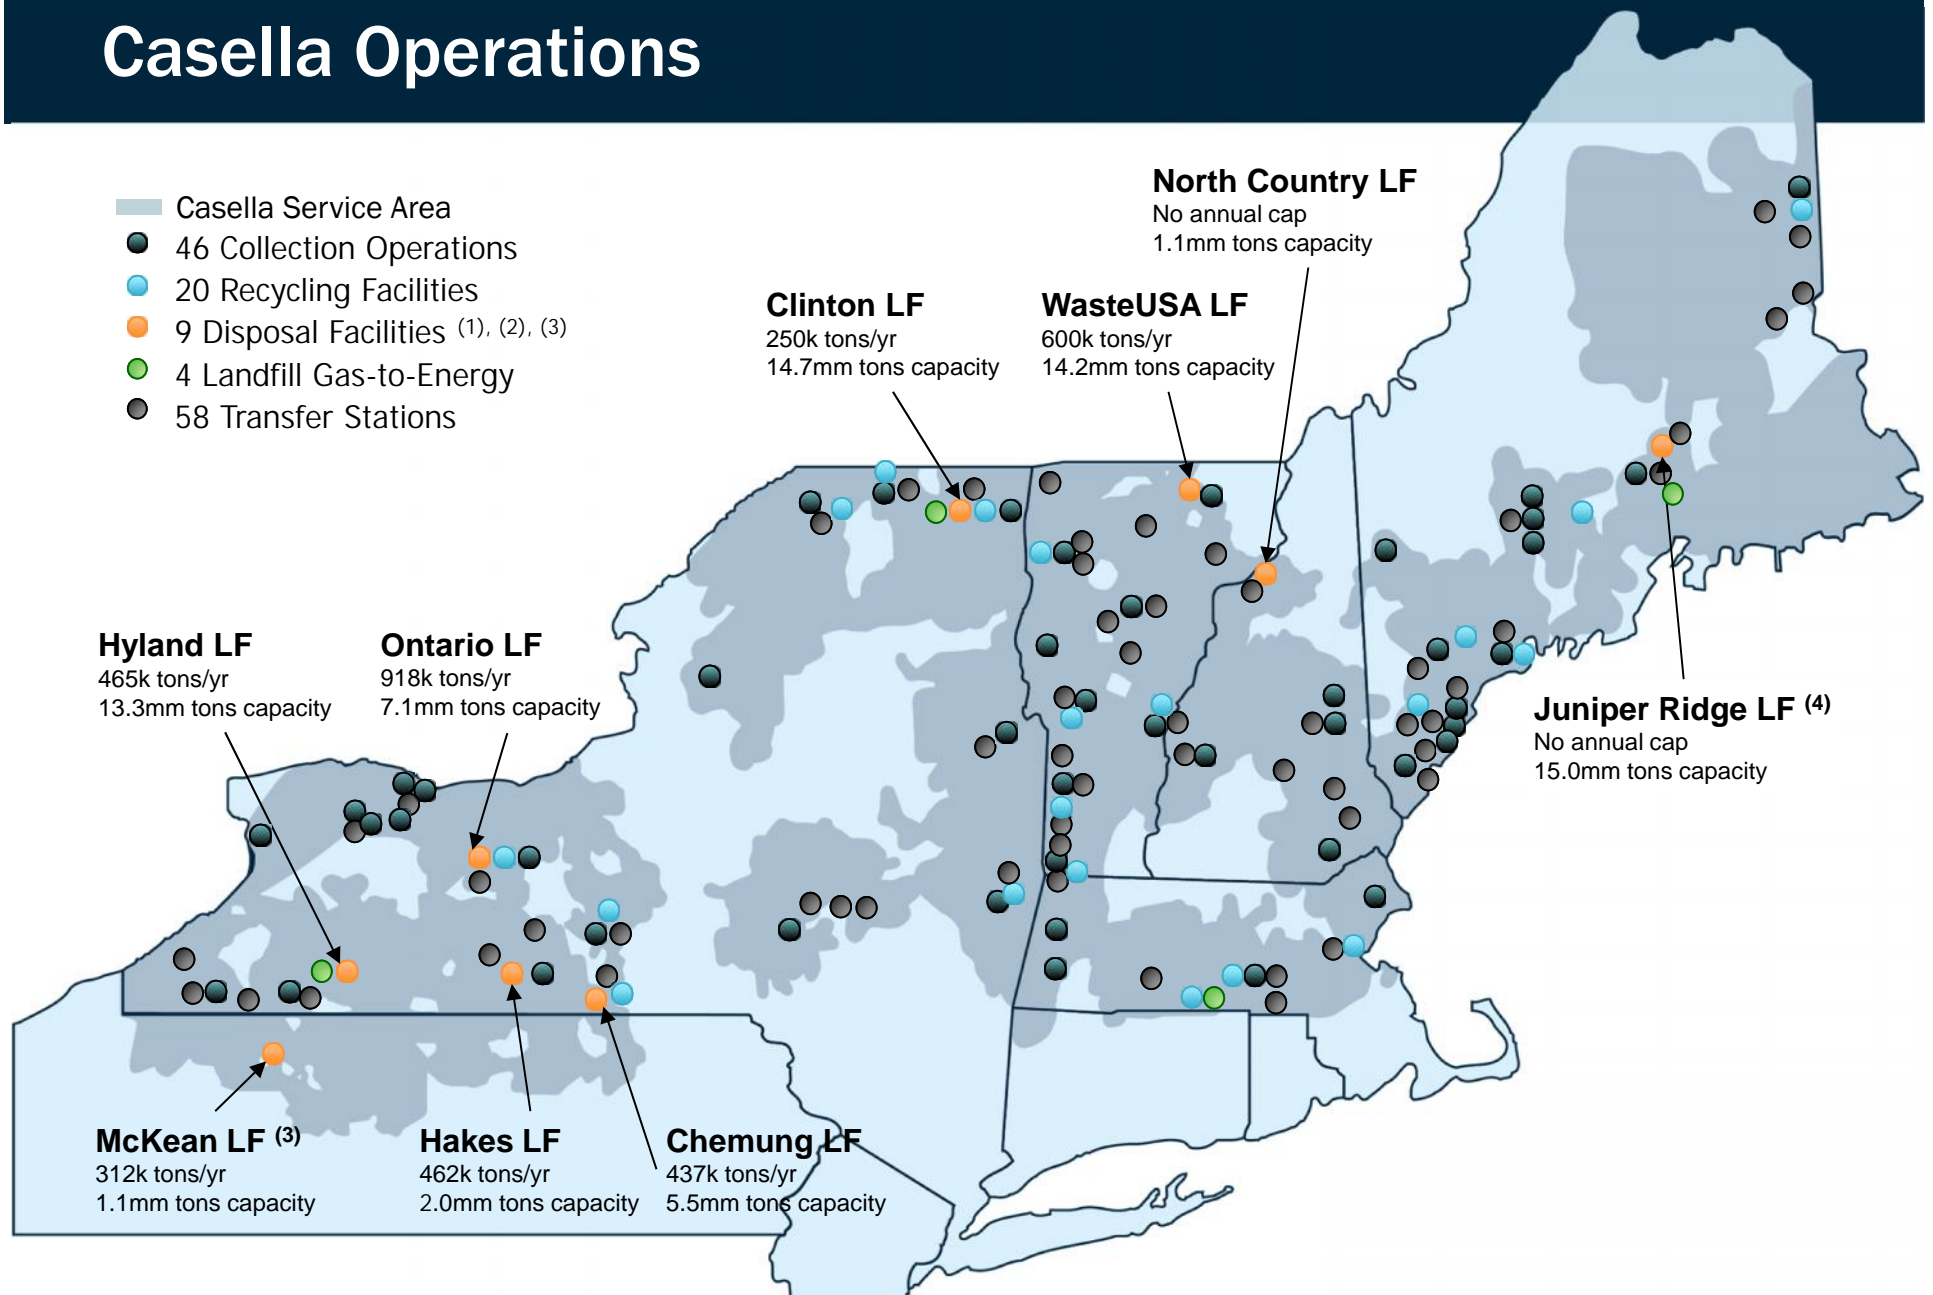 Casella Operations
Casella Service Area
46 Collection Operations
20 Recycling Facilities
9 Disposal Facilities (1), (2), (3)
4 Landfill Gas-to-Energy
58 Transfer Stations
North Country LF
No annual cap
1.1mm tons capacity
Clinton LF
250k tons/yr
14.7mm tons capacity
WasteUSA LF
600k tons/yr
14.2mm tons capacity
Hyland LF
465k tons/yr
13.3mm tons capacity
Ontario LF
918k tons/yr
7.1mm tons capacity
Juniper Ridge LF (4)
No annual cap
15.0mm tons capacity
McKean LF (3)
312k tons/yr
1.1mm tons capacity
Hakes LF
462k tons/yr
2.0mm tons capacity
Chemung LF
437k tons/yr
5.5mm tons capacity